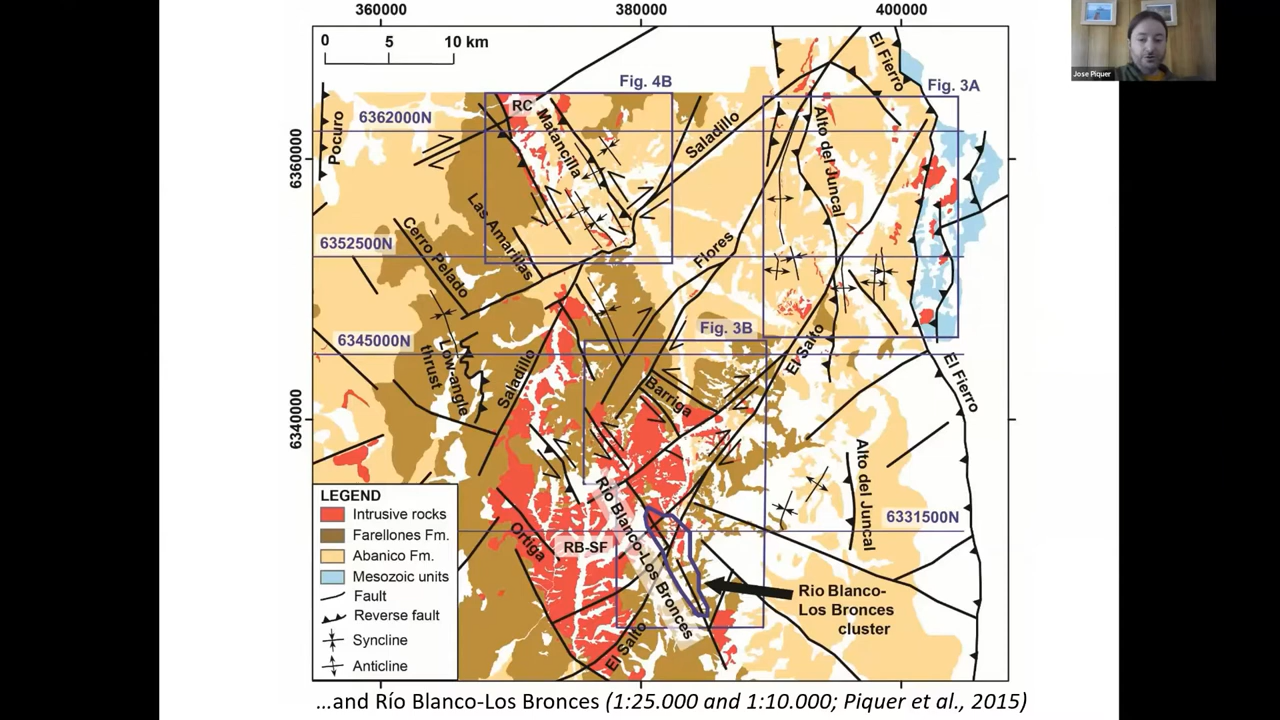 360000
380000
400000
0 5 10 km
Fig. 4B
El Fierro
Fig. 3A
Jose Piquer
RC
Pocuro
6362000N
Matancilla
Saladillo
Alto del Juncal
6360000
Las Amarillas
Cerro Pelado
6352500N
Flores
Fig. 3B
6345000N
Low-angle
thrust
Saladillo
El Salto
El Fierro
Barriga
6340000
Alto del Juncal
LEGEND
Intrusive rocks
Farellones Fm.
Abanico Fm.
Mesozoic units
Fault
Reverse fault
Syncline
Anticline
Río Blanco-Los Bronces
6331500N
Ortiga
RB-SF
El Salto
Rio Blanco-
Los Bronces
cluster
...and Río Blanco-Los Bronces (1:25.000 and 1:10.000; Piquer et al., 2015)